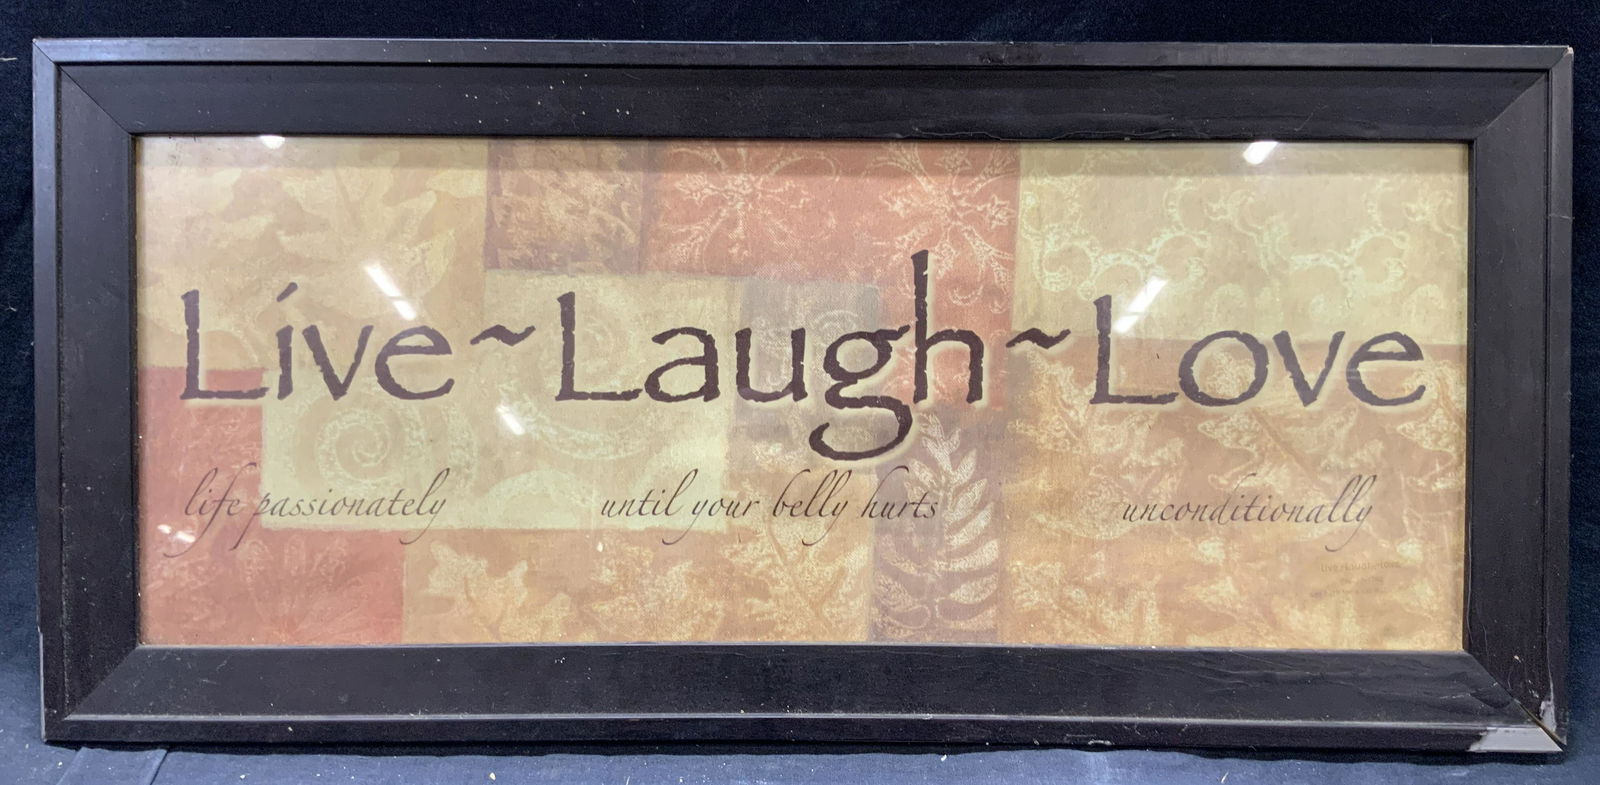 Live~Laugh~Love
life passionately until your belly hurts unconditionally